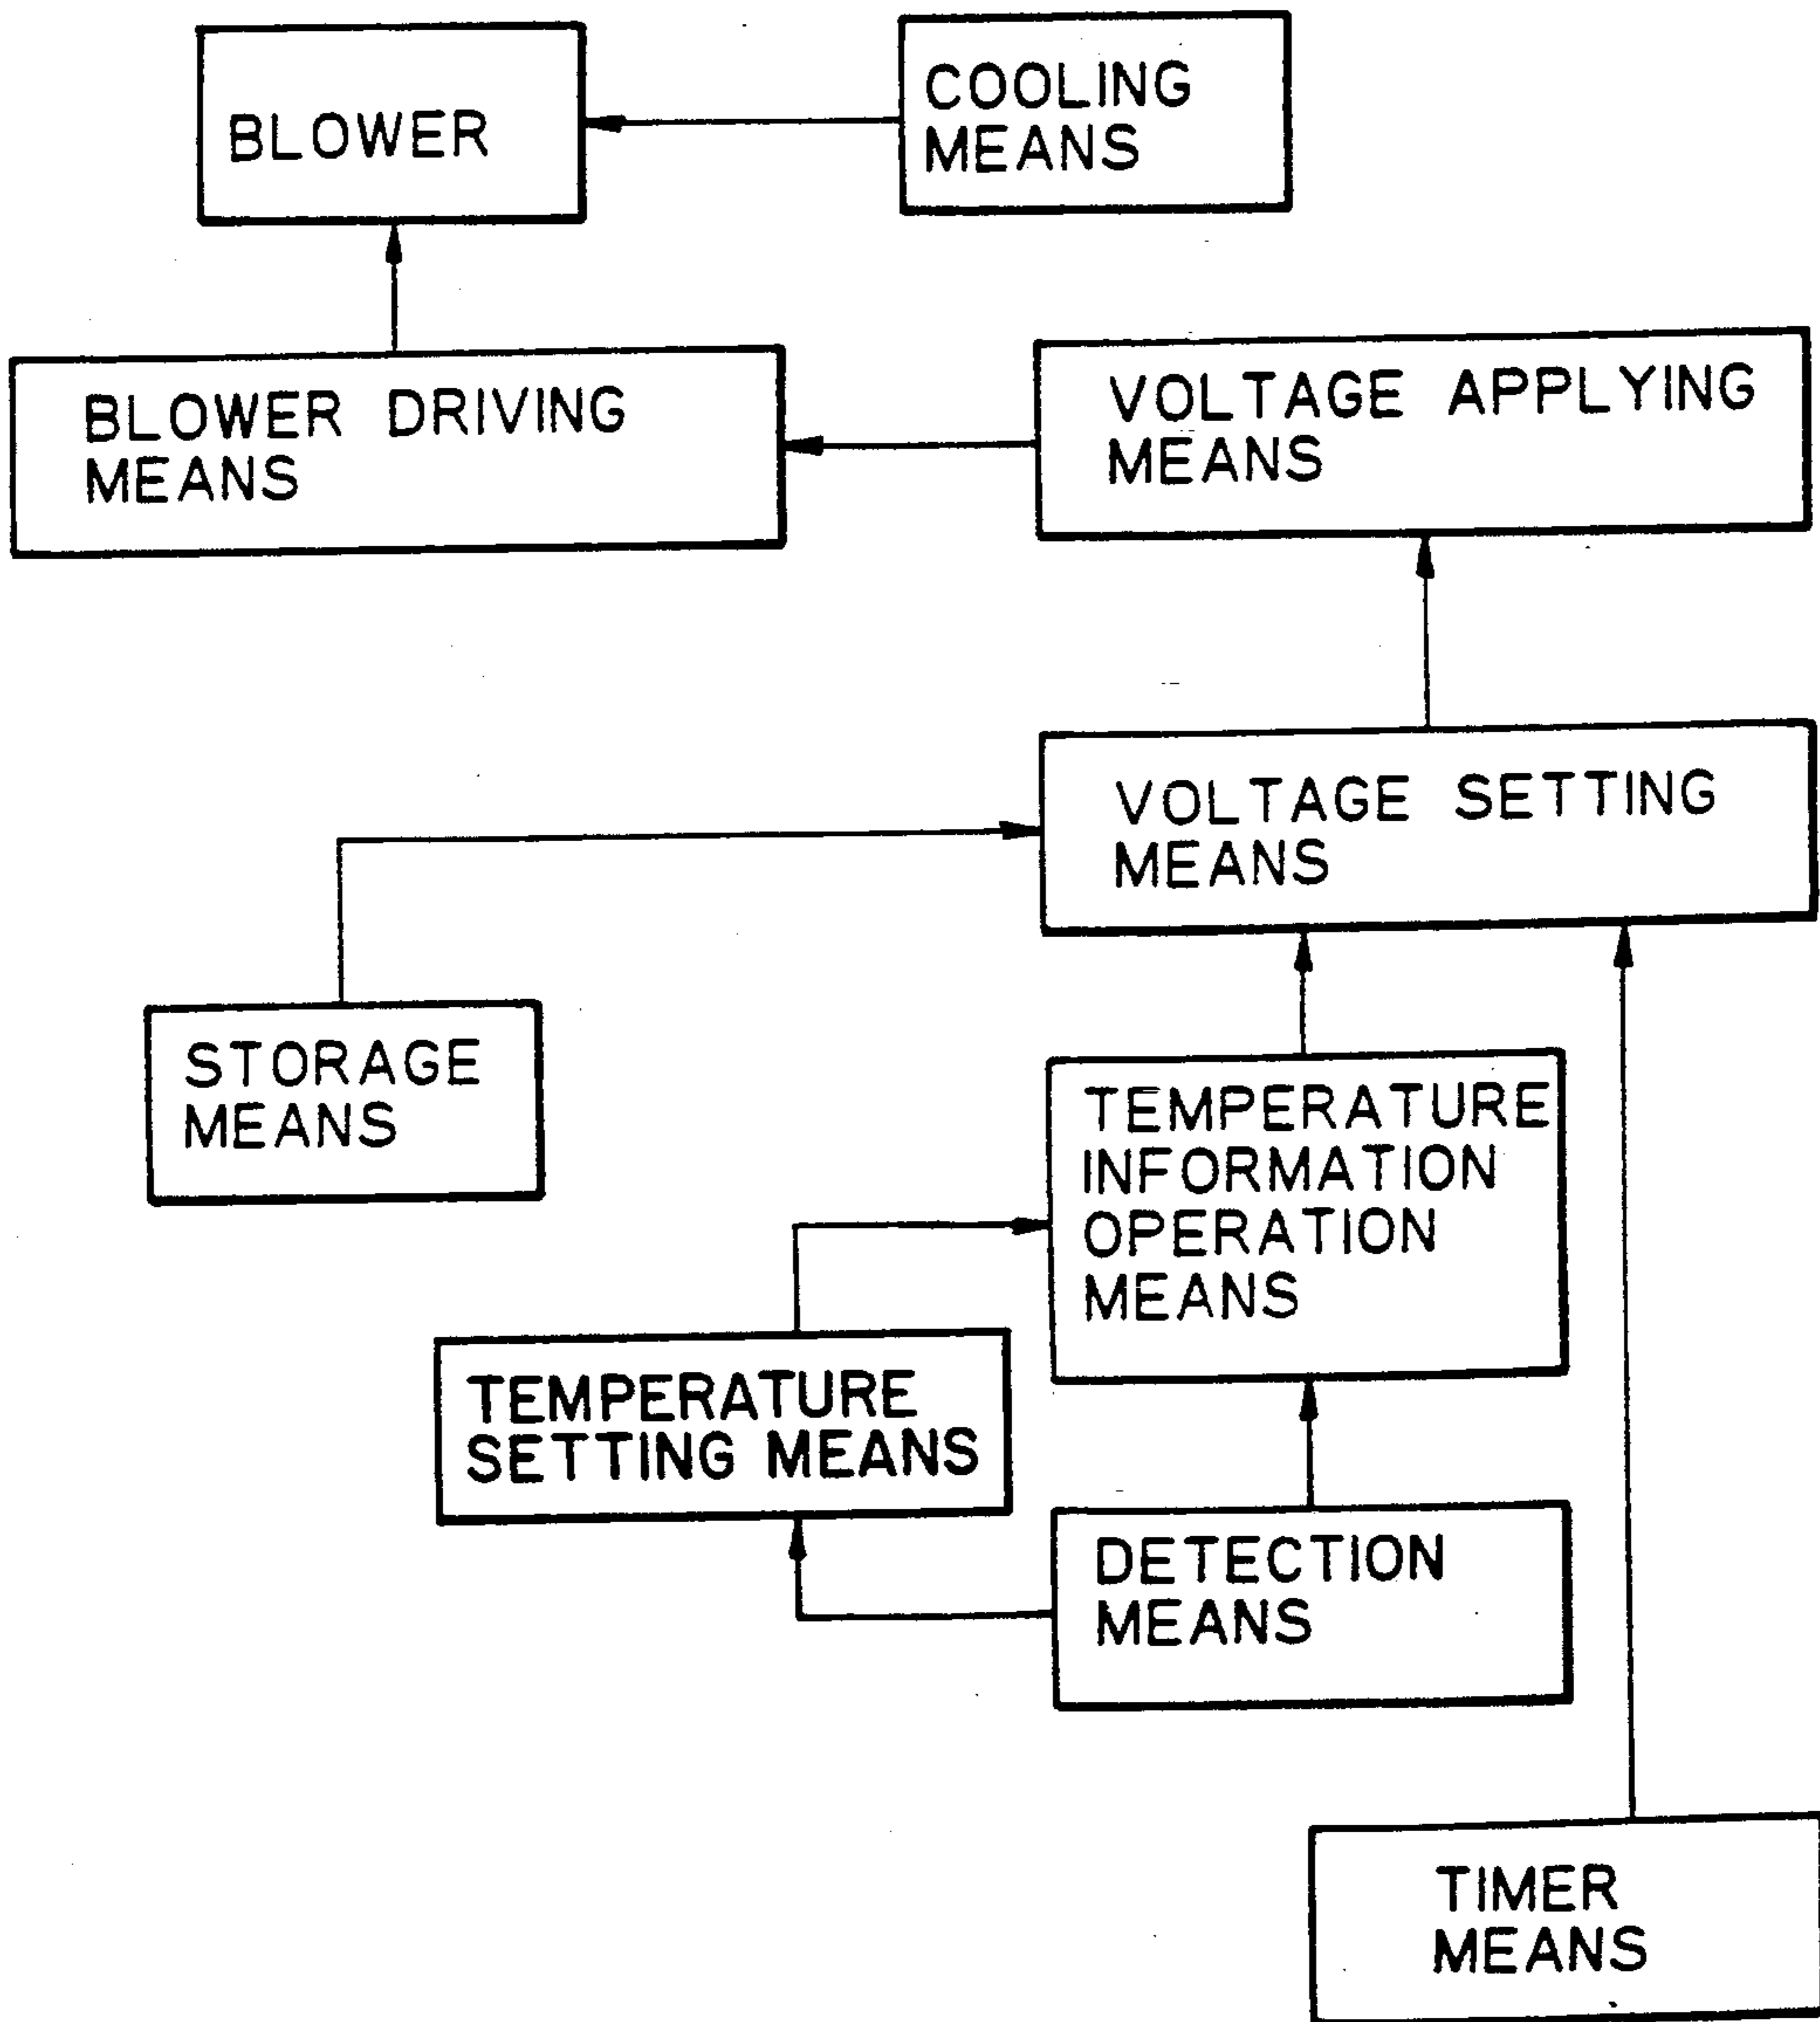 BLOWER
COOLING
MEANS
BLOWER DRIVING
MEANS
VOLTAGE APPLYING
MEANS
VOLTAGE SETTING
MEANS
STORAGE
MEANS
TEMPERATURE
INFORMATION
OPERATION
MEANS
TEMPERATURE
SETTING MEANS
DETECTION
MEANS
TIMER
MEANS